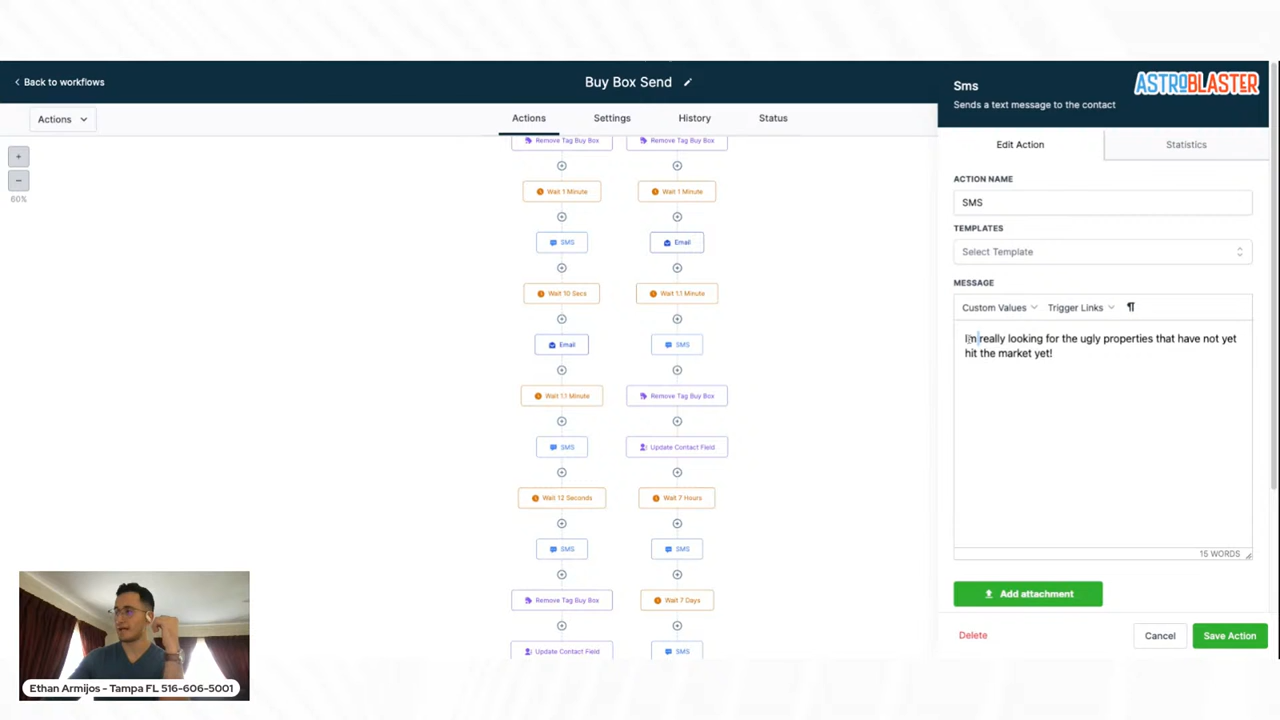 Back to workflows
Buy Box Send
Sms
Sends a text message to the contact
ASTROBLASTER
Actions
Actions
Settings
History
Status
Edit Action
Statistics
60%
Remove Tag Buy Box
Remove Tag Buy Box
Wait 1 Minute
Wait 1 Minute
SMS
Email
Wait 10 Secs
Wait 1.1 Minute
Email
SMS
Wait 1.1 Minute
Remove Tag Buy Box
SMS
Update Contact Field
Wait 12 Seconds
Wait 7 Hours
SMS
SMS
Remove Tag Buy Box
Wait 7 Days
Update Contact Field
SMS
ACTION NAME
SMS
TEMPLATES
Select Template
MESSAGE
Custom Values
Trigger Links
¶
I'm really looking for the ugly properties that have not yet
hit the market yet!
15 WORDS
Add attachment
Delete
Cancel
Save Action
Ethan Armijos - Tampa FL 516-606-5001